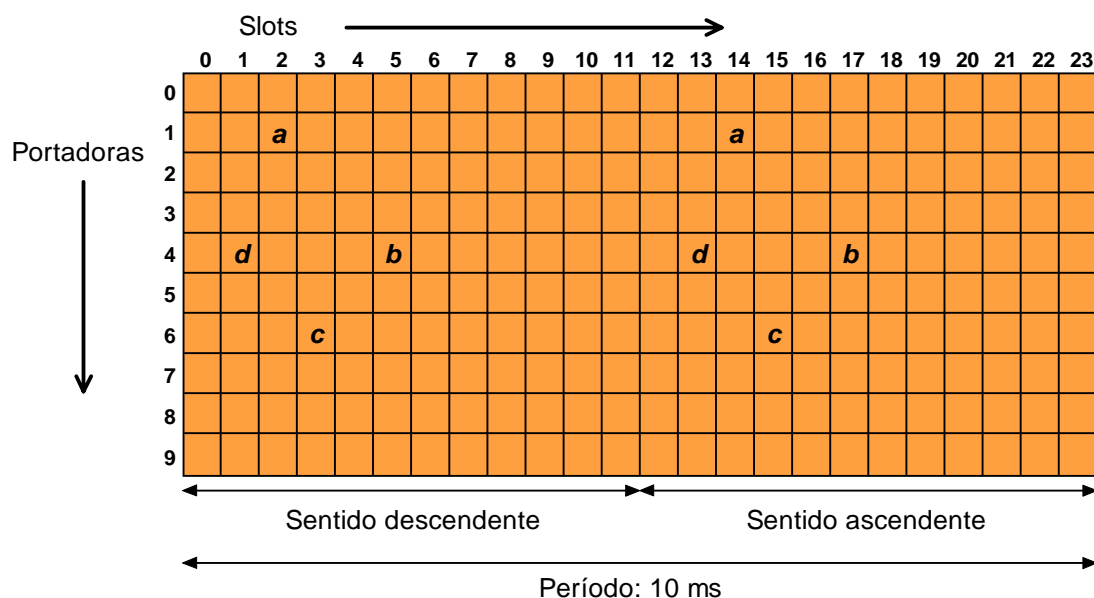 Slots
0 1 2 3 4 5 6 7 8 9 10 11 12 13 14 15 16 17 18 19 20 21 22 23
0
1 a a
Portadoras
2
3
4 d b d b
5
6 c c
7
8
9
Sentido descendente Sentido ascendente
Período: 10 ms